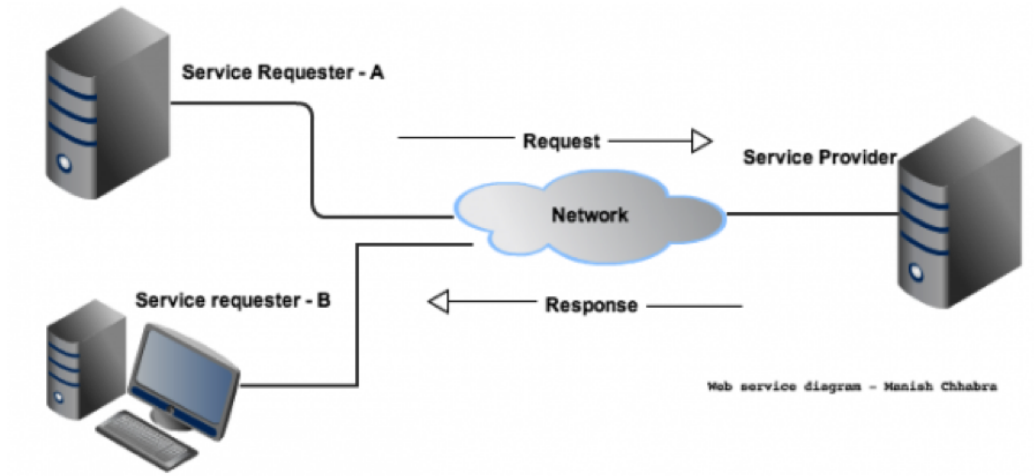 Service Requester - A
Request
Service Provider
Network
Service requester - B
Response
Web service diagram - Manish Chhabra